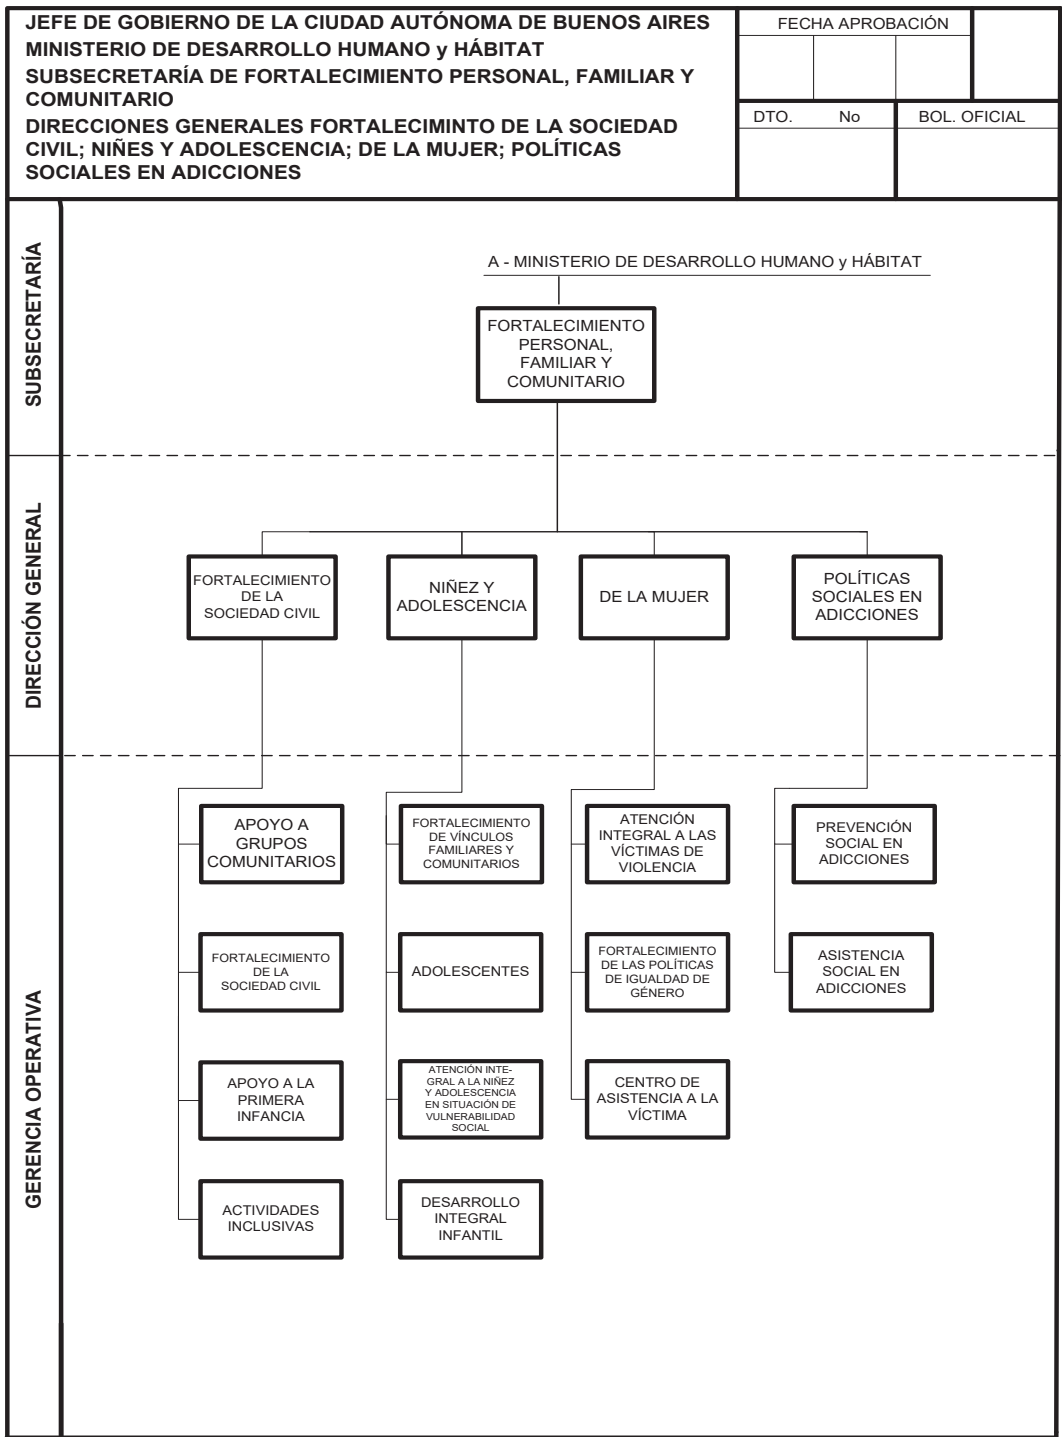 JEFE DE GOBIERNO DE LA CIUDAD AUTÓNOMA DE BUENOS AIRES
MINISTERIO DE DESARROLLO HUMANO y HÁBITAT
SUBSECRETARÍA DE FORTALECIMIENTO PERSONAL, FAMILIAR Y
COMUNITARIO
DIRECCIONES GENERALES FORTALECIMINTO DE LA SOCIEDAD
CIVIL; NIÑES Y ADOLESCENCIA; DE LA MUJER; POLÍTICAS
SOCIALES EN ADICCIONES
FECHA APROBACIÓN
DTO. No
BOL. OFICIAL
SUBSECRETARÍA
A - MINISTERIO DE DESARROLLO HUMANO y HÁBITAT
FORTALECIMIENTO
PERSONAL,
FAMILIAR Y
COMUNITARIO
DIRECCIÓN GENERAL
FORTALECIMIENTO
DE LA
SOCIEDAD CIVIL
NIÑEZ Y
ADOLESCENCIA
DE LA MUJER
POLÍTICAS
SOCIALES EN
ADICCIONES
GERENCIA OPERATIVA
APOYO A
GRUPOS
COMUNITARIOS
FORTALECIMIENTO
DE LA
SOCIEDAD CIVIL
APOYO A LA
PRIMERA
INFANCIA
ACTIVIDADES
INCLUSIVAS
FORTALECIMIENTO
DE VÍNCULOS
FAMILIARES Y
COMUNITARIOS
ADOLESCENTES
ATENCIÓN INTE-
GRAL A LA NIÑEZ
Y ADOLESCENCIA
EN SITUACIÓN DE
VULNERABILIDAD
SOCIAL
DESARROLLO
INTEGRAL
INFANTIL
ATENCIÓN
INTEGRAL A LAS
VÍCTIMAS DE
VIOLENCIA
FORTALECIMIENTO
DE LAS POLÍTICAS
DE IGUALDAD DE
GÉNERO
CENTRO DE
ASISTENCIA A LA
VÍCTIMA
PREVENCIÓN
SOCIAL EN
ADICCIONES
ASISTENCIA
SOCIAL EN
ADICCIONES